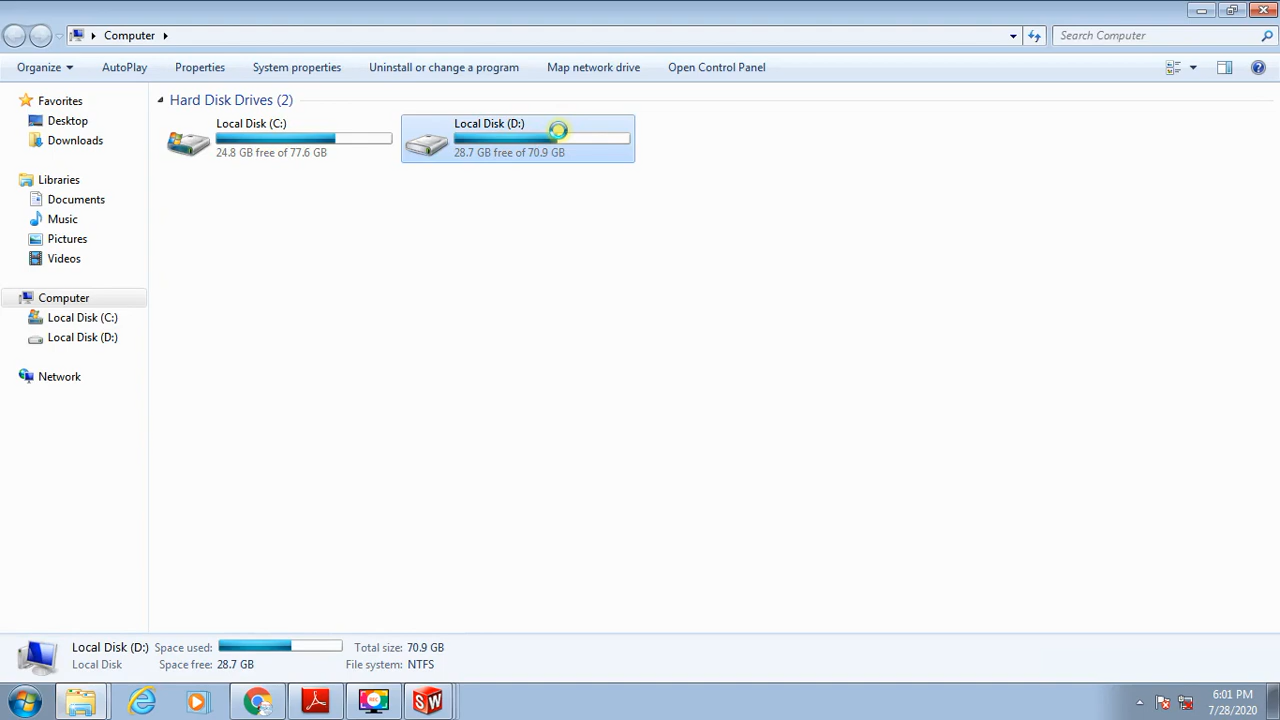 Computer
Search Computer
Organize
AutoPlay
Properties
System properties
Uninstall or change a program
Map network drive
Open Control Panel
Favorites
Desktop
Downloads
Libraries
Documents
Music
Pictures
Videos
Computer
Local Disk (C:)
Local Disk (D:)
Network
Hard Disk Drives (2)
Local Disk (C:)
24.8 GB free of 77.6 GB
Local Disk (D:)
28.7 GB free of 70.9 GB
Local Disk (D:) Space used: Total size: 70.9 GB
Local Disk Space free: 28.7 GB File system: NTFS
REC
SW
6:01 PM
7/28/2020